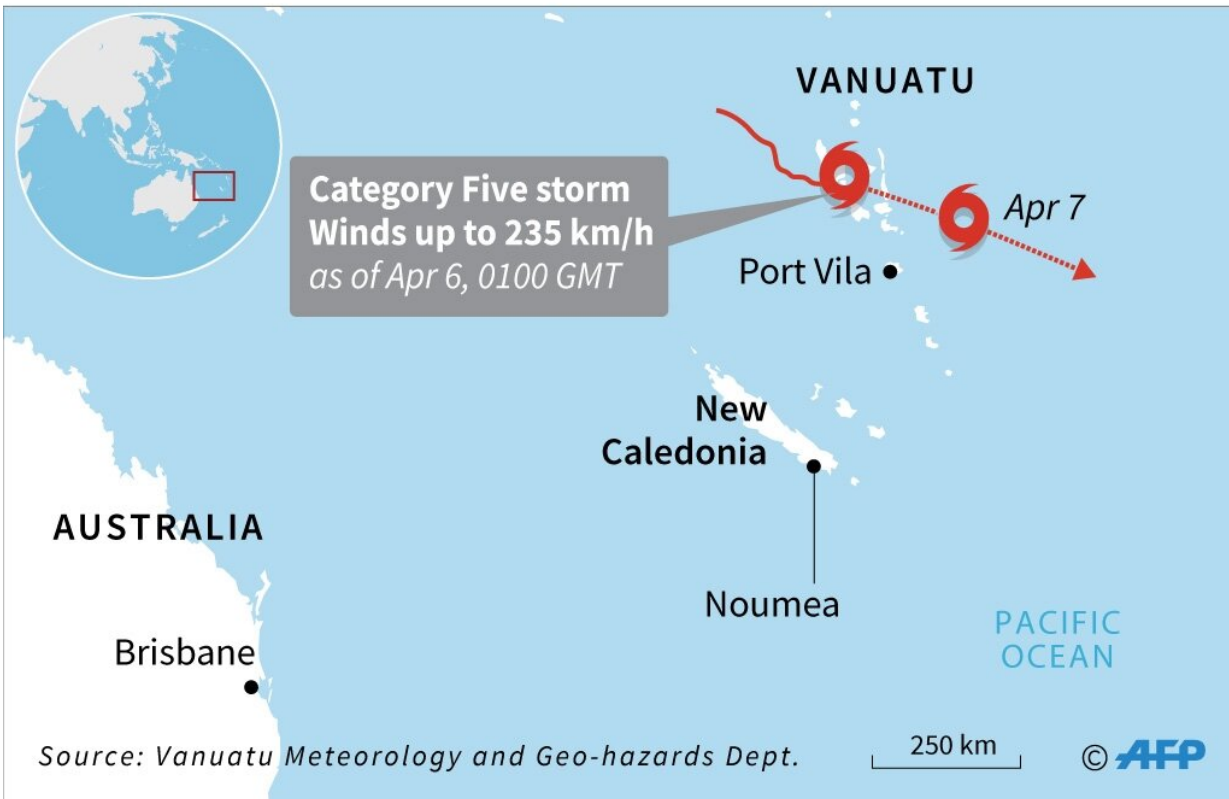 VANUATU
Category Five storm
Winds up to 235 km/h
as of Apr 6, 0100 GMT
Apr 7
Port Vila
New
Caledonia
AUSTRALIA
Noumea
Brisbane
PACIFIC
OCEAN
Source: Vanuatu Meteorology and Geo-hazards Dept.
250 km
© AFP